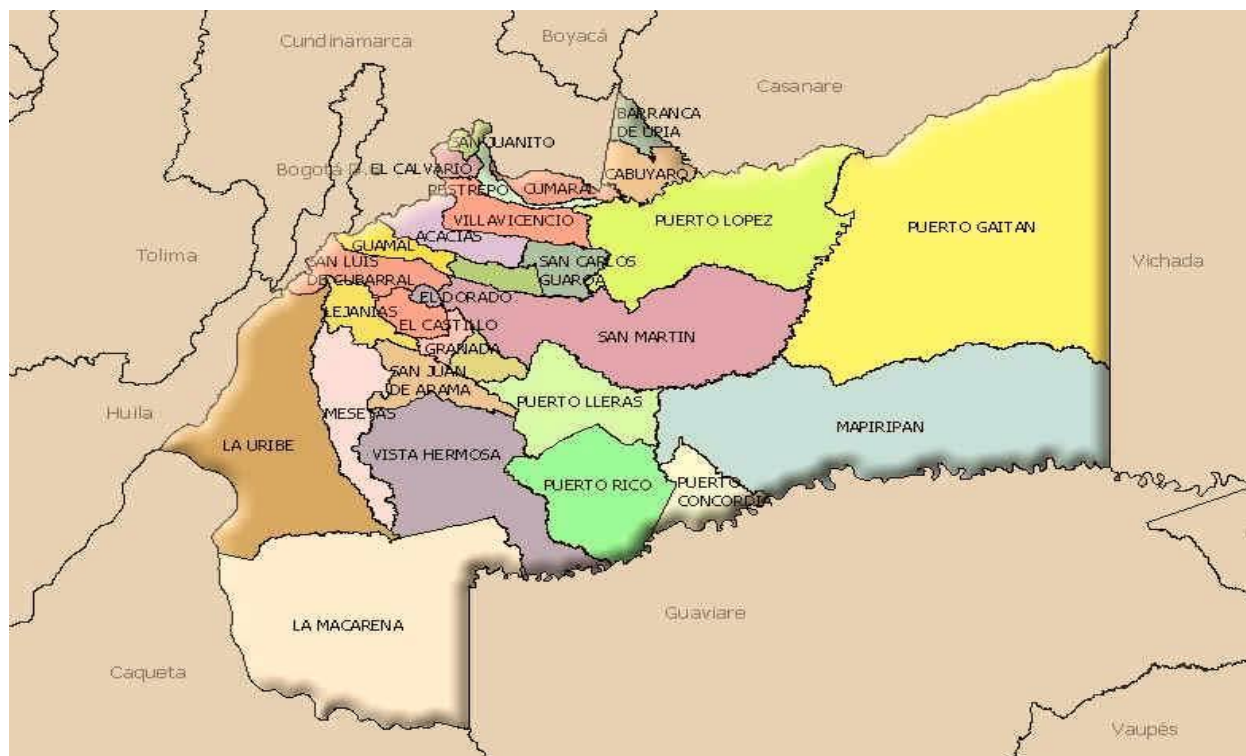 Boyacá
Cundinamarca
Casanare
BARRANCA
DE UPIA
SAN JUANITO
Bogotá D.C
EL CALVARIO
CABUYARO
RESTREPO
CUMARAL
VILLAVICENCIO
PUERTO LOPEZ
PUERTO GAITAN
ACACIAS
GUAMAL
Tolima
Vichada
SAN LUIS
DE CUBARRAL
SAN CARLOS
GUAROA
EL DORADO
LEJANIAS
EL CASTILLO
SAN MARTIN
GRANADA
SAN JUAN
DE ARAMA
PUERTO LLERAS
Huila
MESETAS
MAPIRIPAN
LA URIBE
VISTA HERMOSA
PUERTO RICO
PUERTO
CONCORDIA
Guaviare
LA MACARENA
Caqueta
Vaupés